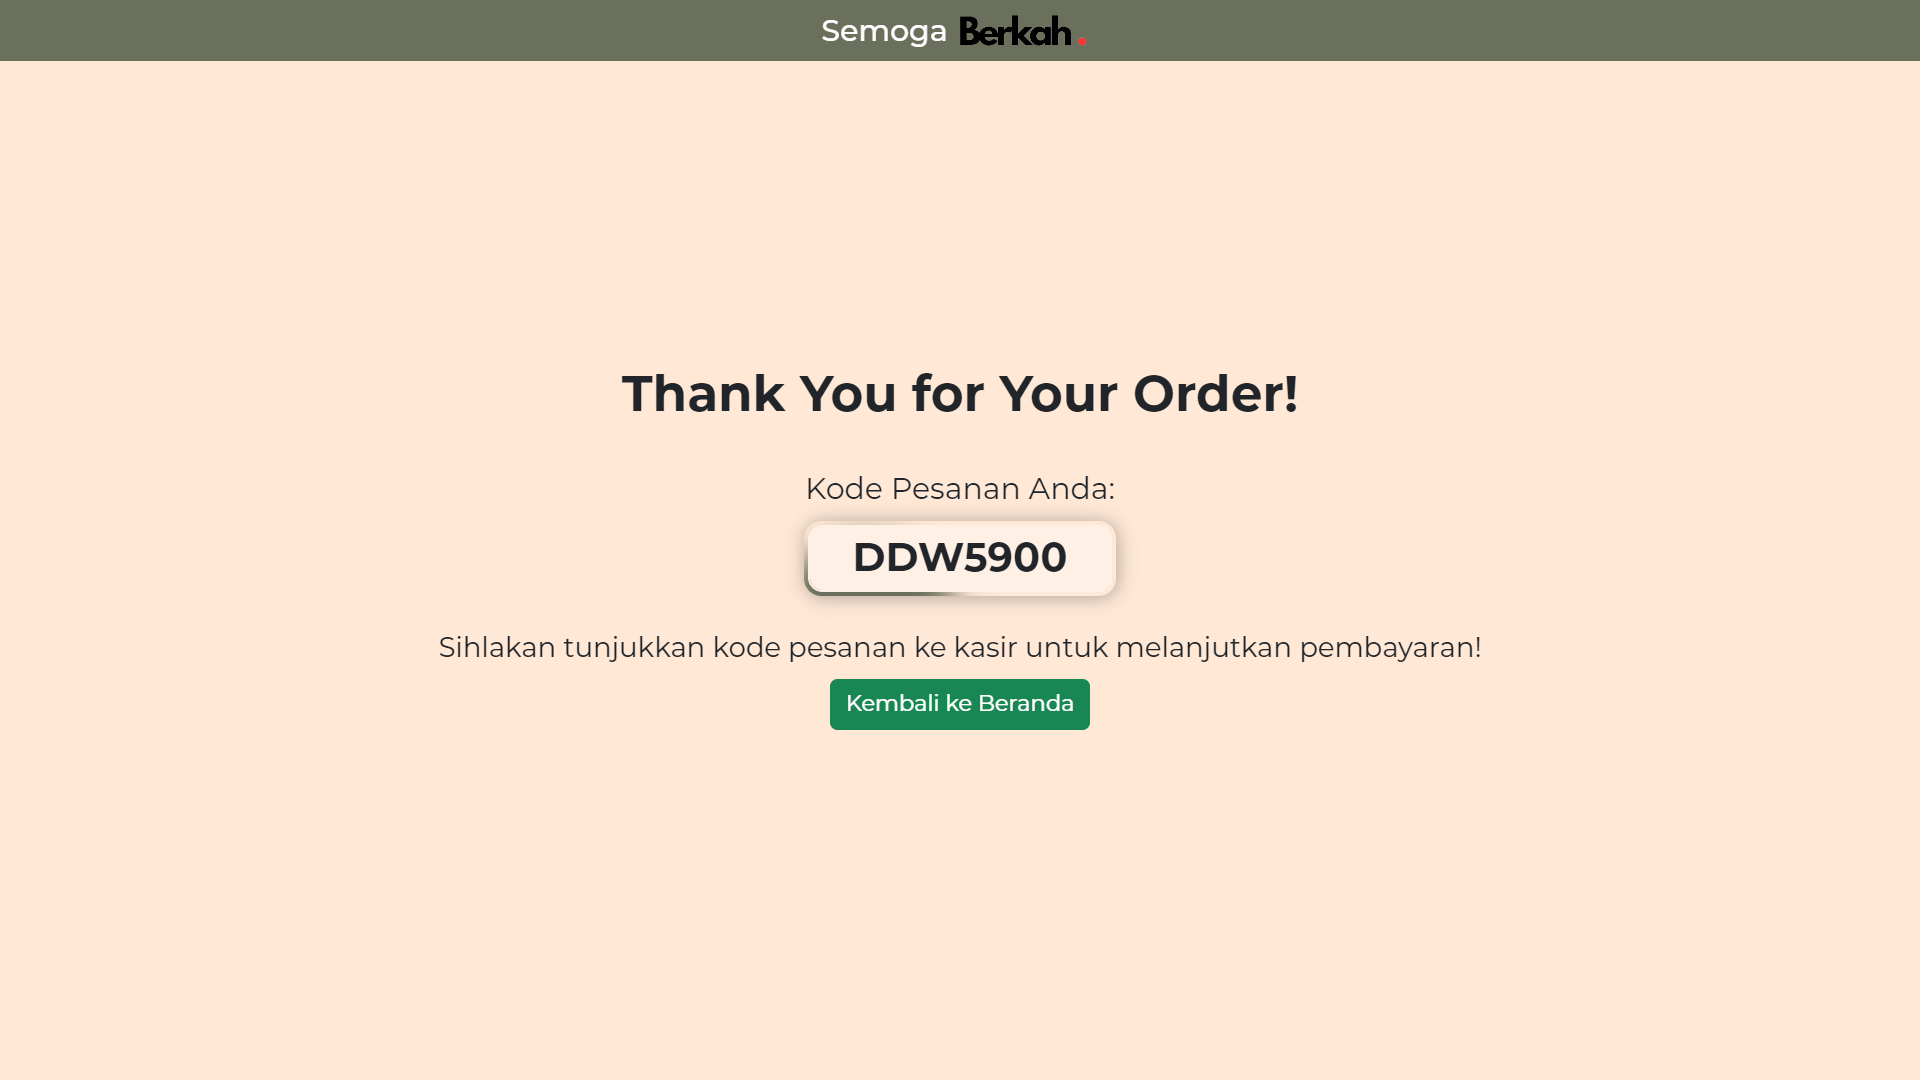 Semoga Berkah.
Thank You for Your Order!
Kode Pesanan Anda:
DDW5900
Sihlakan tunjukkan kode pesanan ke kasir untuk melanjutkan pembayaran!
Kembali ke Beranda